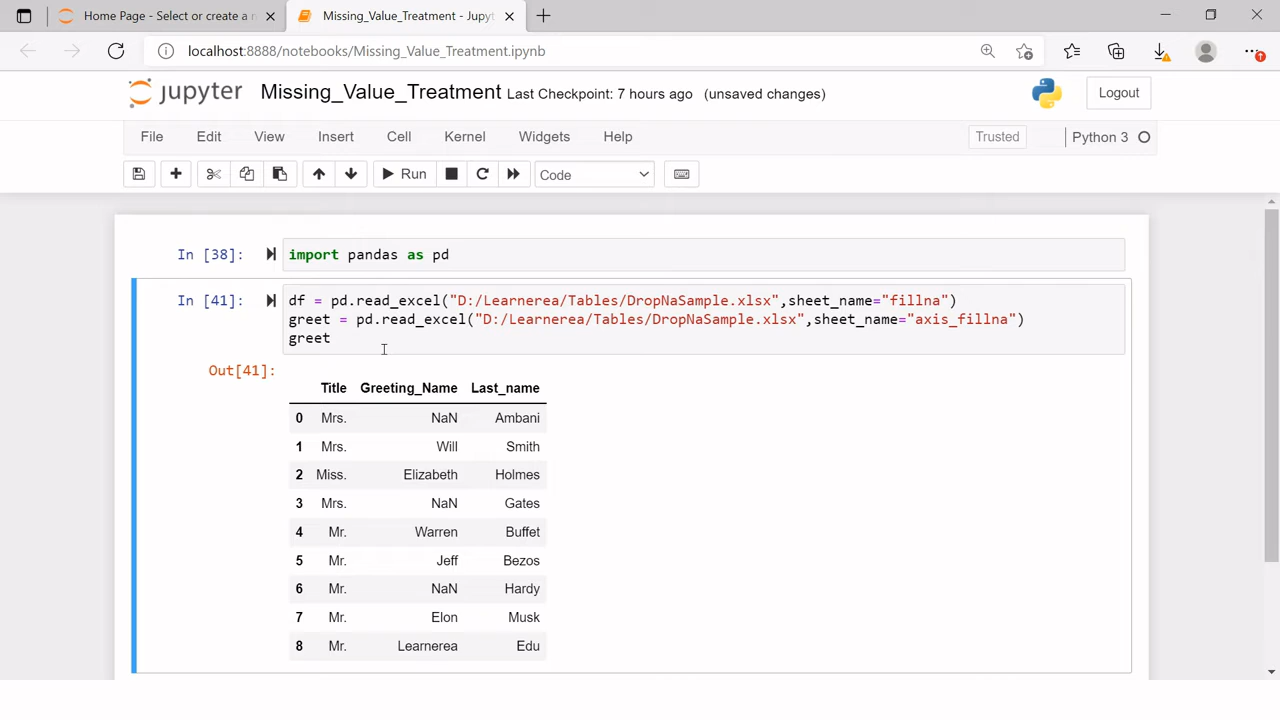 Home Page - Select or create a n
Missing_Value_Treatment - Jupyt
localhost:8888/notebooks/Missing_Value_Treatment.ipynb
jupyter Missing_Value_Treatment Last Checkpoint: 7 hours ago (unsaved changes) Logout
File Edit View Insert Cell Kernel Widgets Help Trusted Python 3
Run Code
In [38]: import pandas as pd
In [41]: df = pd.read_excel("D:/Learnerea/Tables/DropNaSample.xlsx",sheet_name="fillna")
greet = pd.read_excel("D:/Learnerea/Tables/DropNaSample.xlsx",sheet_name="axis_fillna")
greet
Out[41]:
Title Greeting_Name Last_name
0 Mrs. NaN Ambani
1 Mrs. Will Smith
2 Miss. Elizabeth Holmes
3 Mrs. NaN Gates
4 Mr. Warren Buffet
5 Mr. Jeff Bezos
6 Mr. NaN Hardy
7 Mr. Elon Musk
8 Mr. Learnerea Edu